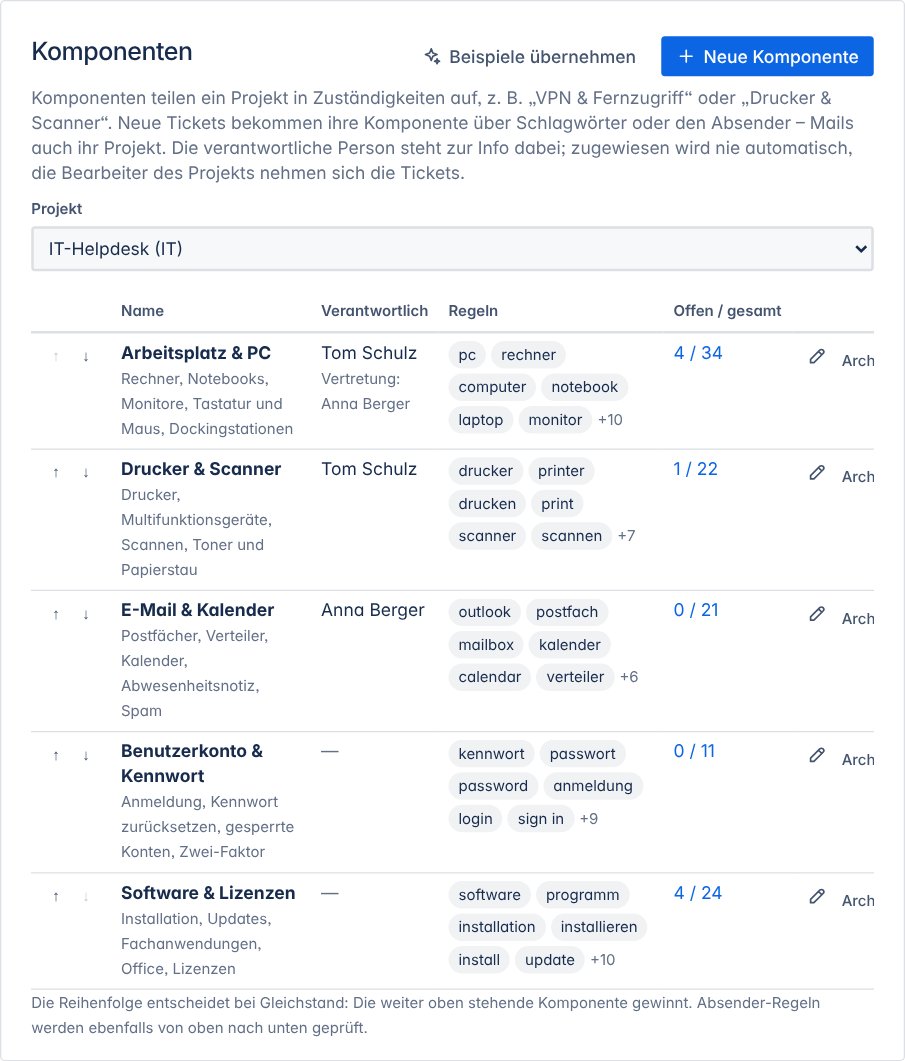 Komponenten
Beispiele übernehmen
+ Neue Komponente
Komponenten teilen ein Projekt in Zuständigkeiten auf, z. B. „VPN & Fernzugriff“ oder „Drucker &
Scanner“. Neue Tickets bekommen ihre Komponente über Schlagwörter oder den Absender – Mails
auch ihr Projekt. Die verantwortliche Person steht zur Info dabei; zugewiesen wird nie automatisch,
die Bearbeiter des Projekts nehmen sich die Tickets.
Projekt
IT-Helpdesk (IT)
Name Verantwortlich Regeln Offen / gesamt
↑ ↓ Arbeitsplatz & PC Tom Schulz pc rechner 4 / 34 Arch
Rechner, Notebooks, Vertretung: computer notebook
Monitore, Tastatur und Anna Berger laptop monitor +10
Maus, Dockingstationen
↑ ↓ Drucker & Scanner Tom Schulz drucker printer 1 / 22 Arch
Drucker, drucken print
Multifunktionsgeräte, scanner scannen +7
Scannen, Toner und
Papierstau
↑ ↓ E-Mail & Kalender Anna Berger outlook postfach 0 / 21 Arch
Postfächer, Verteiler, mailbox kalender
Kalender, calendar verteiler +6
Abwesenheitsnotiz,
Spam
↑ ↓ Benutzerkonto & — kennwort passwort 0 / 11 Arch
Kennwort password anmeldung
Anmeldung, Kennwort login sign in +9
zurücksetzen, gesperrte
Konten, Zwei-Faktor
↑ ↓ Software & Lizenzen — software programm 4 / 24 Arch
Installation, Updates, installation installieren
Fachanwendungen, install update +10
Office, Lizenzen
Die Reihenfolge entscheidet bei Gleichstand: Die weiter oben stehende Komponente gewinnt. Absender-Regeln
werden ebenfalls von oben nach unten geprüft.